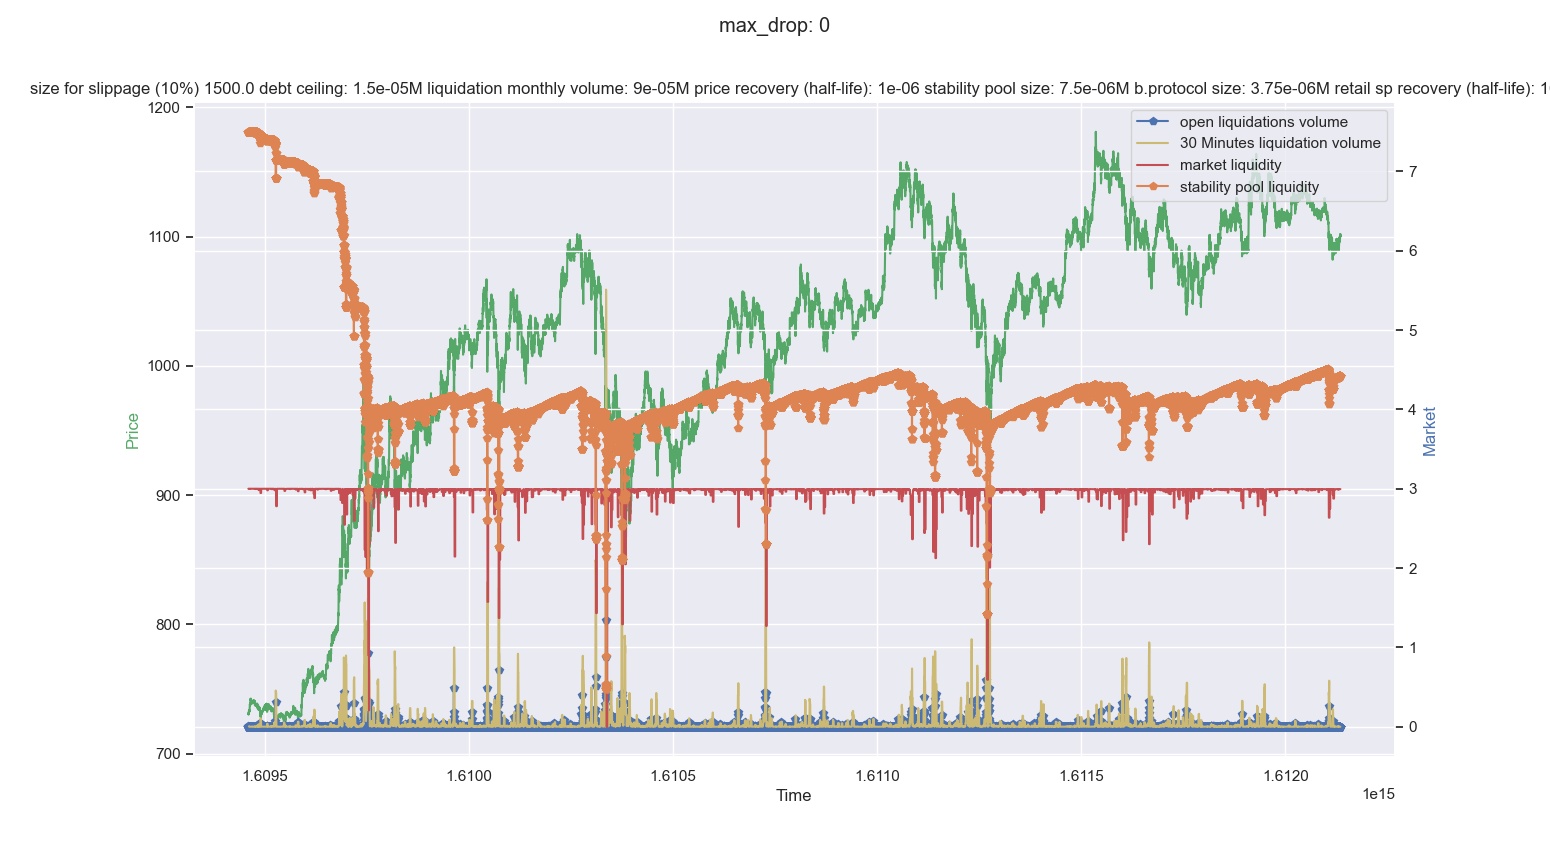 max_drop: 0
size for slippage (10%) 1500.0 debt ceiling: 1.5e-05M liquidation monthly volume: 9e-05M price recovery (half-life): 1e-06 stability pool size: 7.5e-06M b.protocol size: 3.75e-06M retail sp recovery (half-life):
open liquidations volume
30 Minutes liquidation volume
market liquidity
stability pool liquidity
1200
1100
1000
900
800
700
Price
7
6
5
4
3
2
1
0
Market
1.6095
1.6100
1.6105
1.6110
1.6115
1.6120
1e15
Time